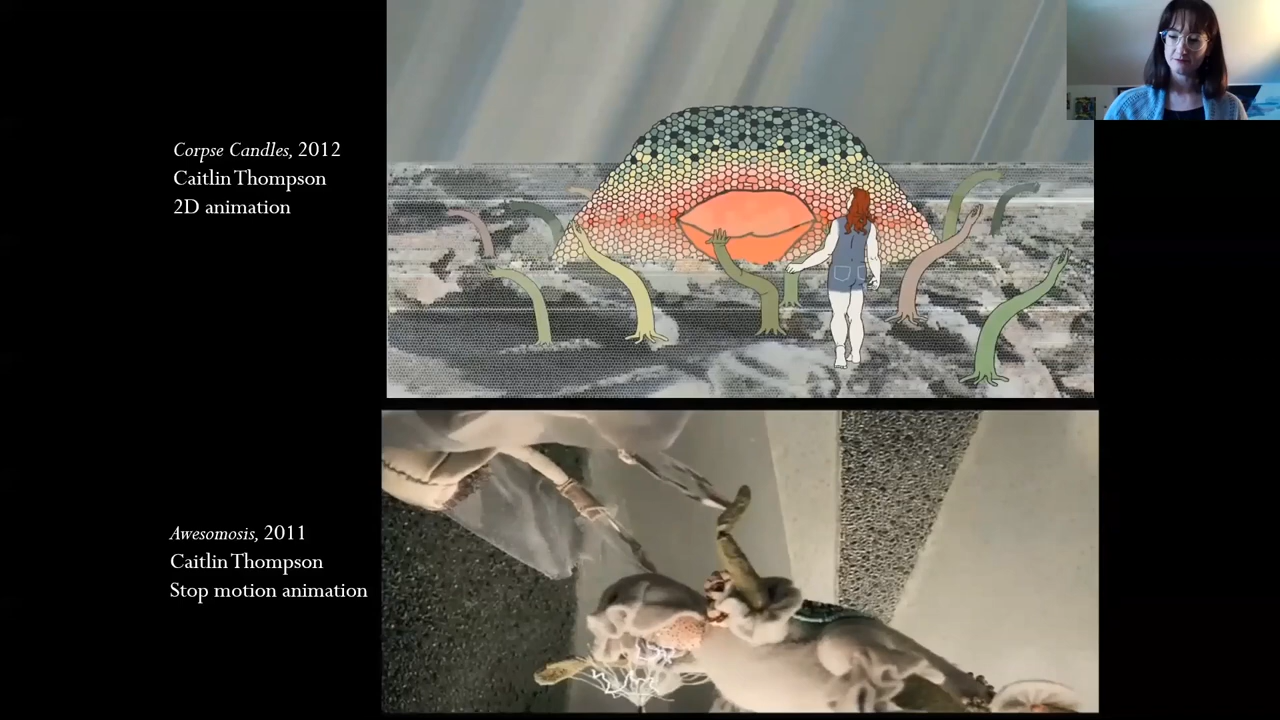 Corpse Candles, 2012
Caitlin Thompson
2D animation
Awesomosis, 2011
Caitlin Thompson
Stop motion animation